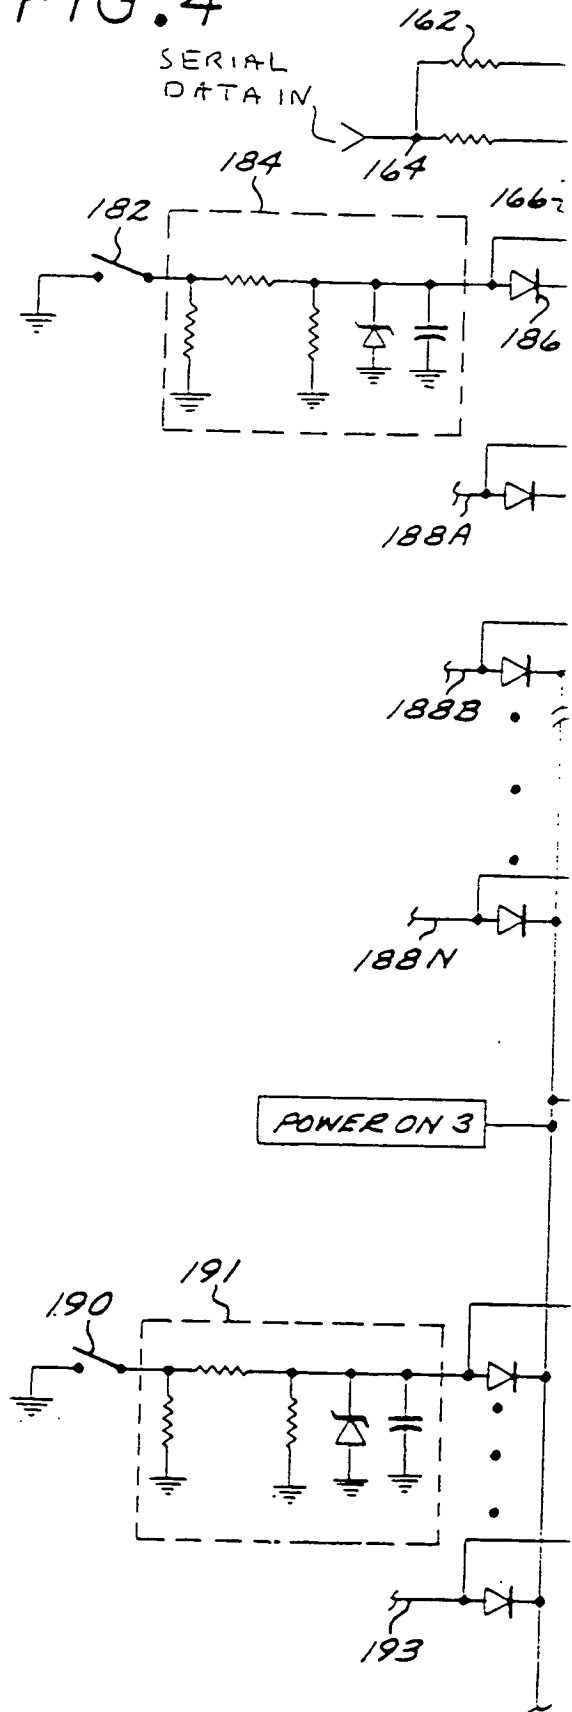 FIG. 4
162
SERIAL
DATA IN
164
184
182
166
186
188A
188B
188N
POWER ON 3
191
190
193